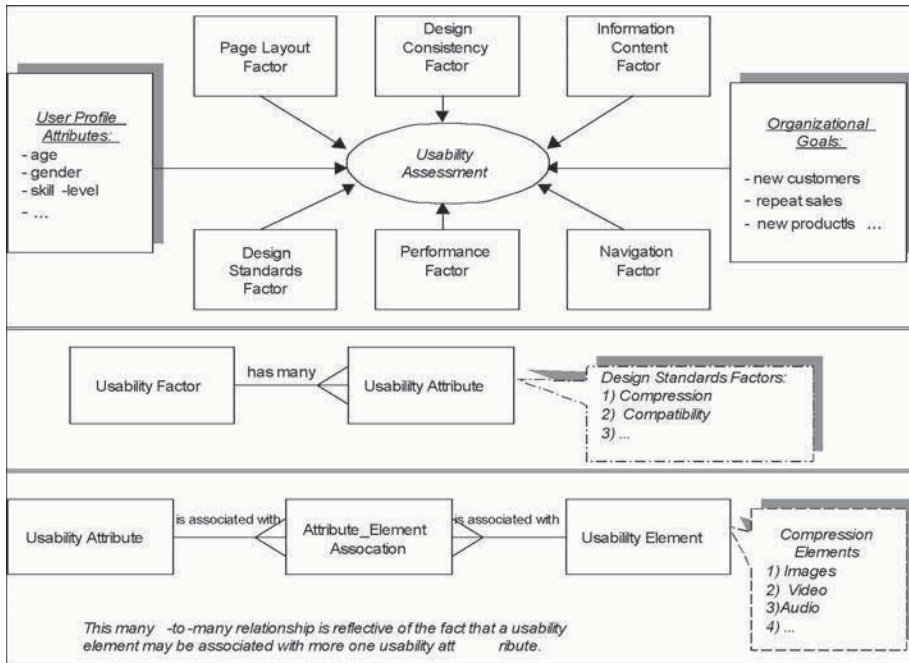 Page Layout
Factor
Design
Consistency
Factor
Information
Content
Factor
User Profile
Attributes:
- age
- gender
- skill -level
- ...
Usability
Assessment
Organizational
Goals:
- new customers
- repeat sales
- new product\s ...
Design
Standards
Factor
Performance
Factor
Navigation
Factor
Usability Factor
has many
Usability Attribute
Design Standards Factors:
1) Compression
2) Compatibility
3) ...
Usability Attribute
is associated with
Attribute_Element
Assocation
is associated with
Usability Element
Compression
Elements
1) Images
2) Video
3)Audio
4) ...
This many -to-many relationship is reflective of the fact that a usability
element may be associated with more one usability att ribute.